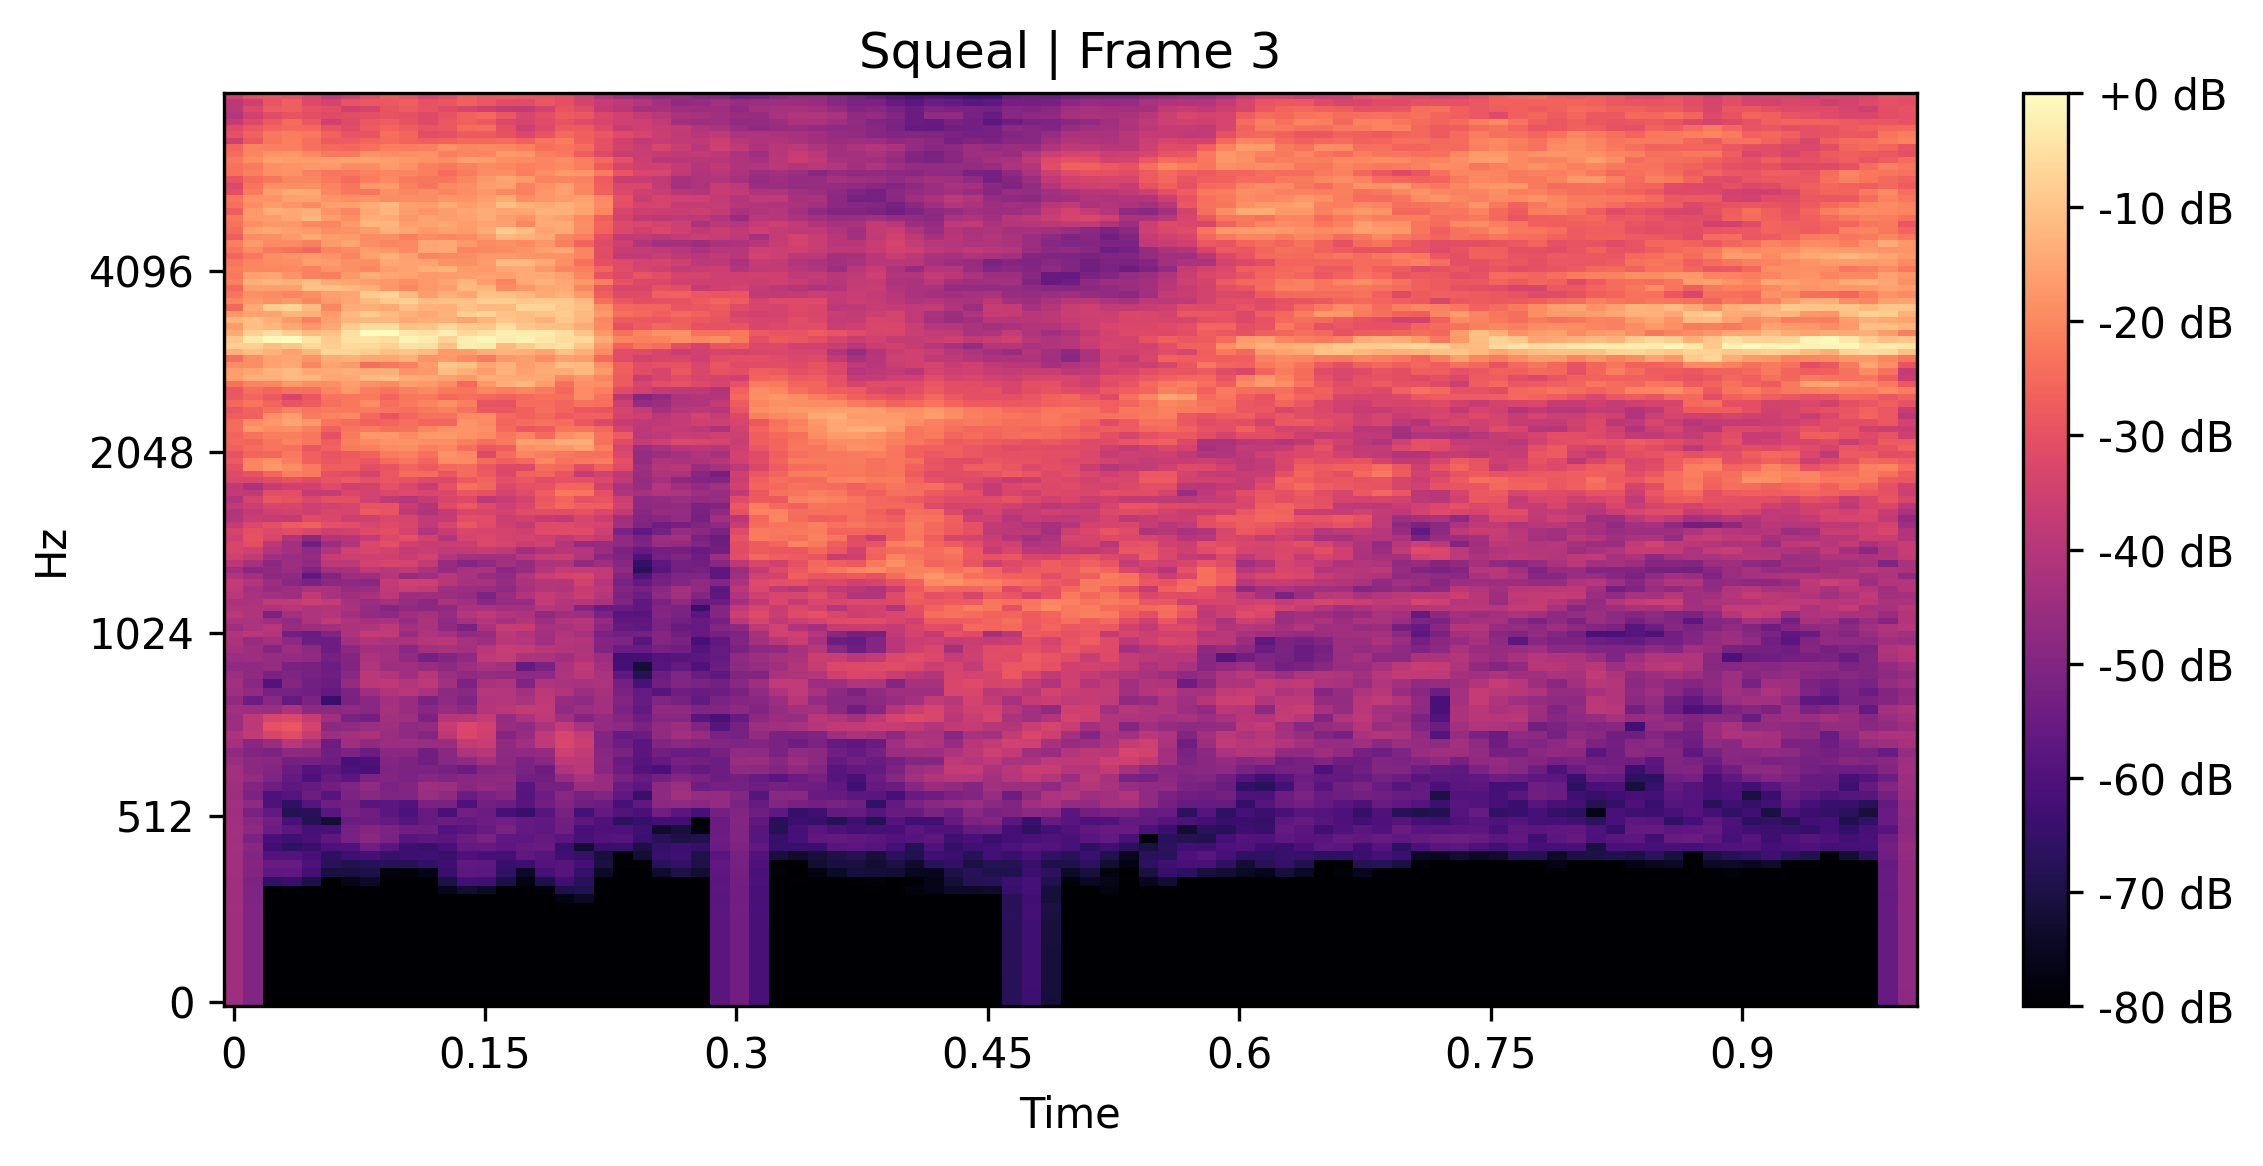 Squeal | Frame 3
Hz
4096
2048
1024
512
0
0 0.15 0.3 0.45 0.6 0.75 0.9
Time
+0 dB
-10 dB
-20 dB
-30 dB
-40 dB
-50 dB
-60 dB
-70 dB
-80 dB